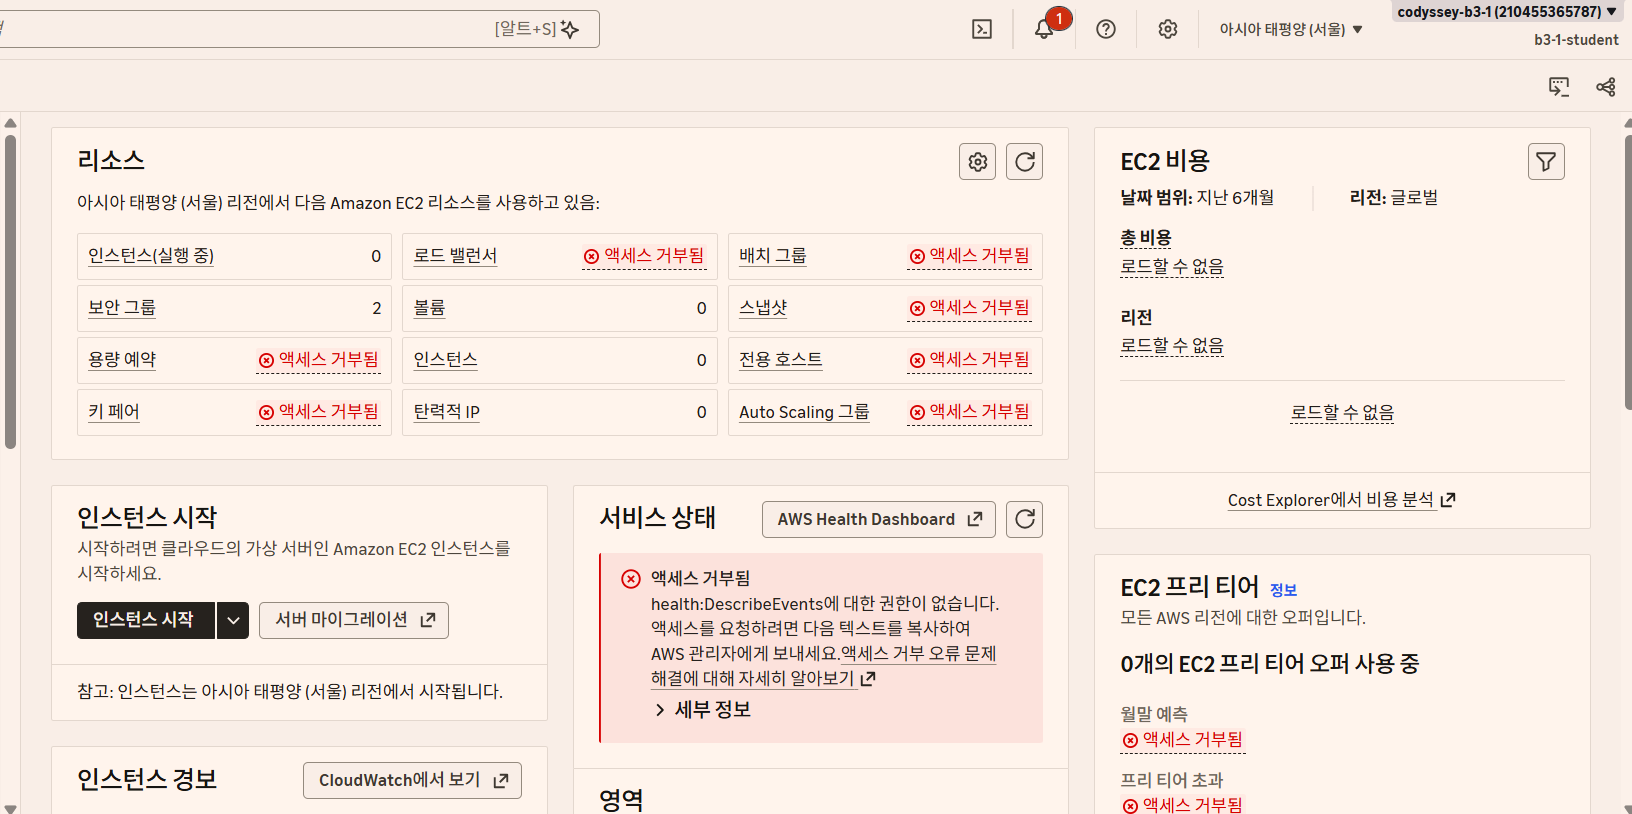 [알트+S]
1
아시아 태평양 (서울) ▼
codyssey-b3-1 (210455365787) ▼
b3-1-student
리소스
아시아 태평양 (서울) 리전에서 다음 Amazon EC2 리소스를 사용하고 있음:
인스턴스(실행 중) 0
로드 밸런서 액세스 거부됨
배치 그룹 액세스 거부됨
보안 그룹 2
볼륨 0
스냅샷 액세스 거부됨
용량 예약 액세스 거부됨
인스턴스 0
전용 호스트 액세스 거부됨
키 페어 액세스 거부됨
탄력적 IP 0
Auto Scaling 그룹 액세스 거부됨
인스턴스 시작
시작하려면 클라우드의 가상 서버인 Amazon EC2 인스턴스를
시작하세요.
인스턴스 시작
서버 마이그레이션
참고: 인스턴스는 아시아 태평양 (서울) 리전에서 시작됩니다.
인스턴스 경보
CloudWatch에서 보기
서비스 상태
AWS Health Dashboard
액세스 거부됨
health:DescribeEvents에 대한 권한이 없습니다.
액세스를 요청하려면 다음 텍스트를 복사하여
AWS 관리자에게 보내세요.액세스 거부 오류 문제
해결에 대해 자세히 알아보기
세부 정보
영역
EC2 비용
날짜 범위: 지난 6개월
리전: 글로벌
총 비용
로드할 수 없음
리전
로드할 수 없음
로드할 수 없음
Cost Explorer에서 비용 분석
EC2 프리 티어 정보
모든 AWS 리전에 대한 오퍼입니다.
0개의 EC2 프리 티어 오퍼 사용 중
월말 예측
액세스 거부됨
프리 티어 초과
액세스 거부됨